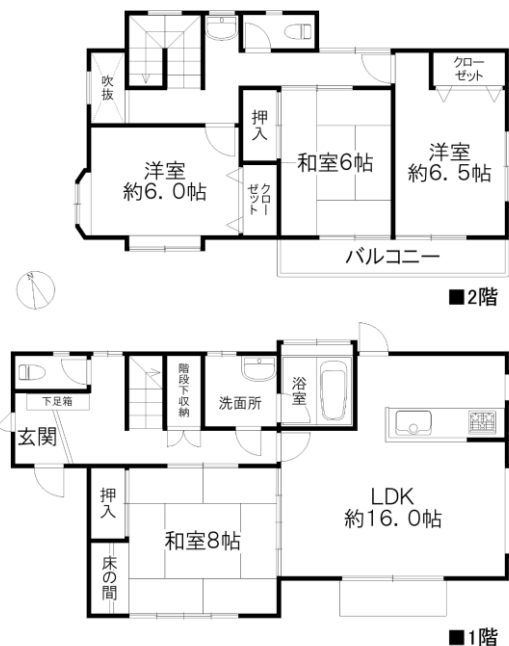 クロー
ゼット
吹抜
押入
和室6帖
洋室
約6.5帖
洋室
約6.0帖
クローゼット
バルコニー
N
■2階
下足箱
階段下収納
洗面所
浴室
玄関
押入
LDK
約16.0帖
和室8帖
床の間
■1階